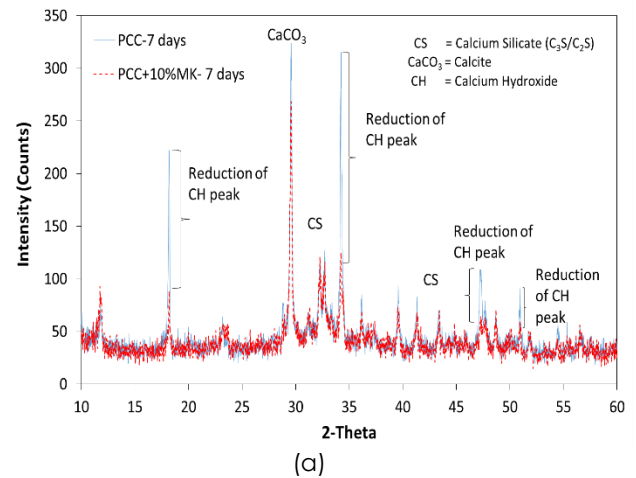 350
300
250
200
150
100
50
0
Intensity (Counts)
PCC-7 days
PCC+10%MK- 7 days
CaCO₃
CS = Calcium Silicate (C₃S/C₂S)
CaCO₃ = Calcite
CH = Calcium Hydroxide
Reduction of
CH peak
Reduction of
CH peak
CS
Reduction of
CH peak
CS
Reduction
of CH
peak
10 15 20 25 30 35 40 45 50 55 60
2-Theta
(a)